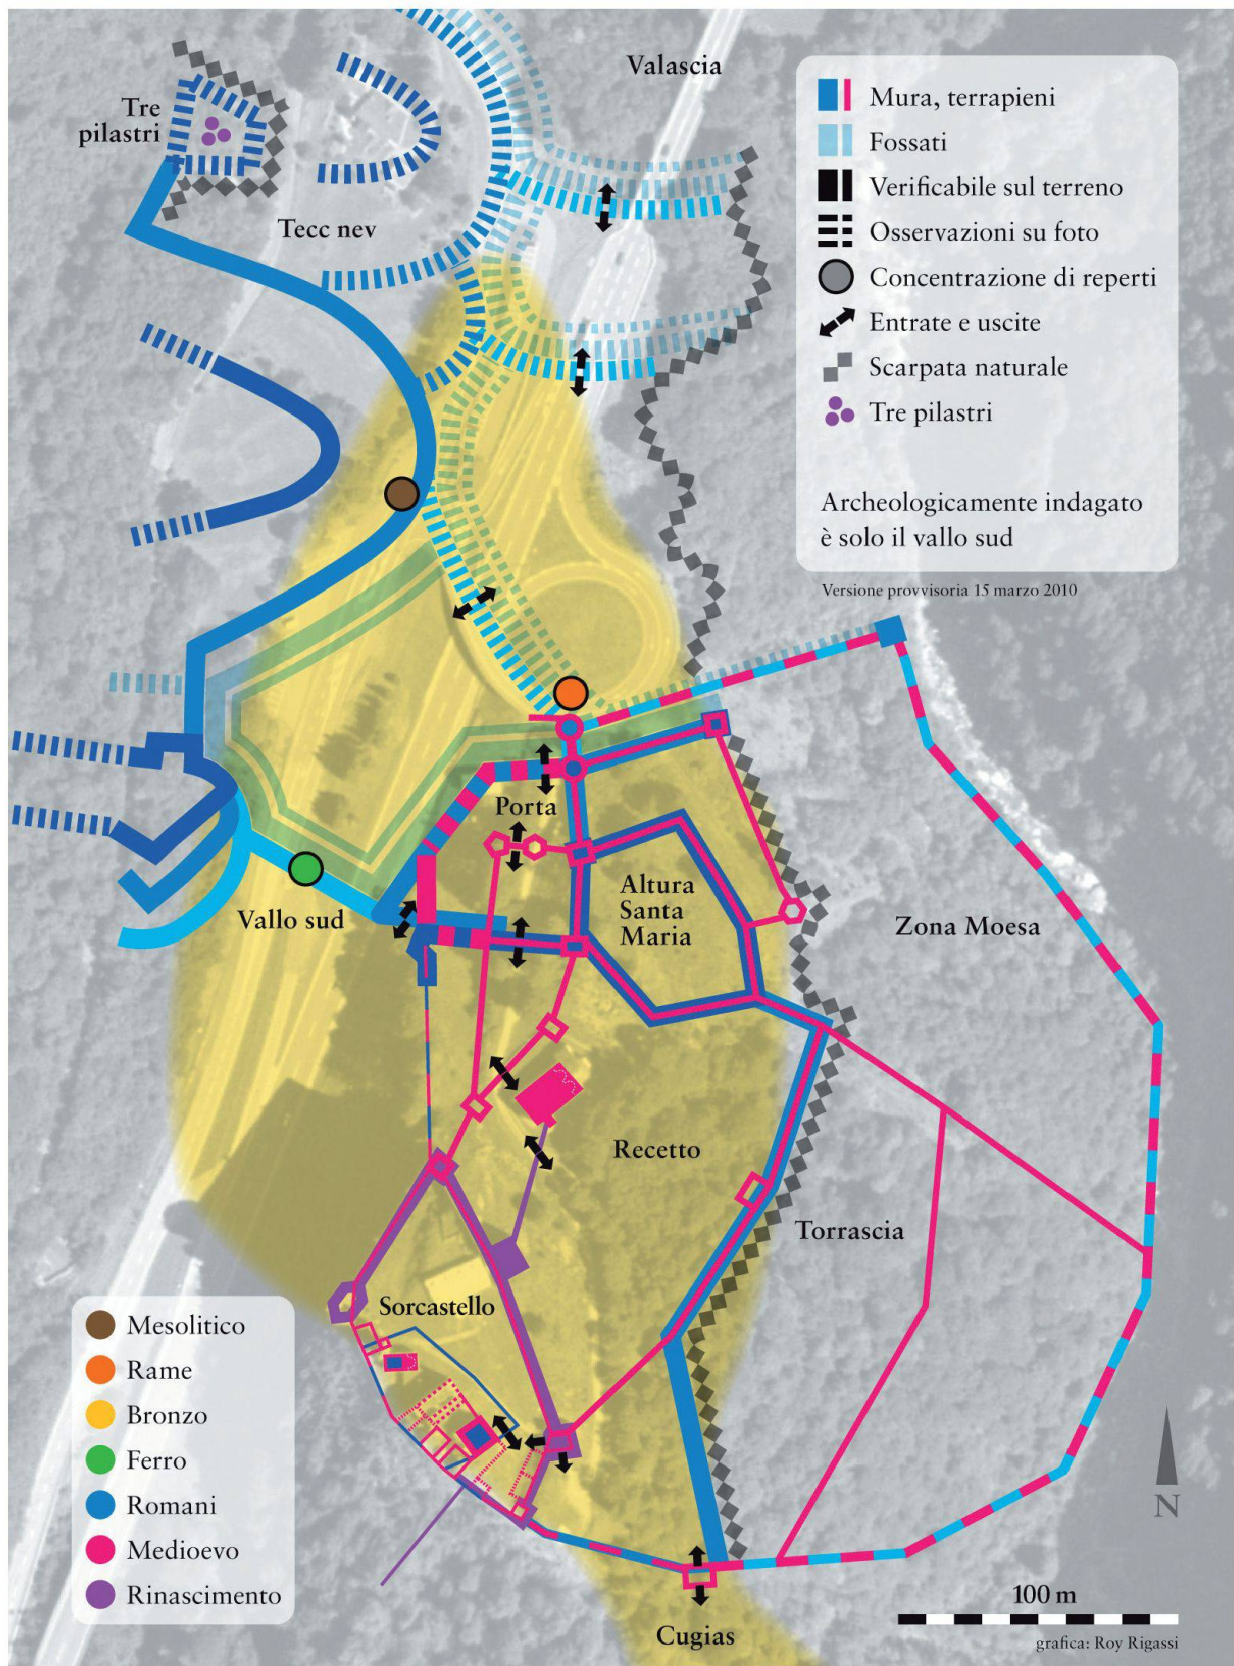 Valascia
Tre
pilastri
Tecc nev
Mura, terrapieni
Fossati
Verificabile sul terreno
Osservazioni su foto
Concentrazione di reperti
Entrate e uscite
Scarpata naturale
Tre pilastri
Archeologicamente indagato
è solo il vallo sud
Versione provvisoria 15 marzo 2010
Porta
Altura
Santa
Maria
Vallo sud
Zona Moesa
Recetto
Torrascia
Sorcastello
Mesolitico
Rame
Bronzo
Ferro
Romani
Medioevo
Rinascimento
N
100 m
grafica: Roy Rigassi
Cugias